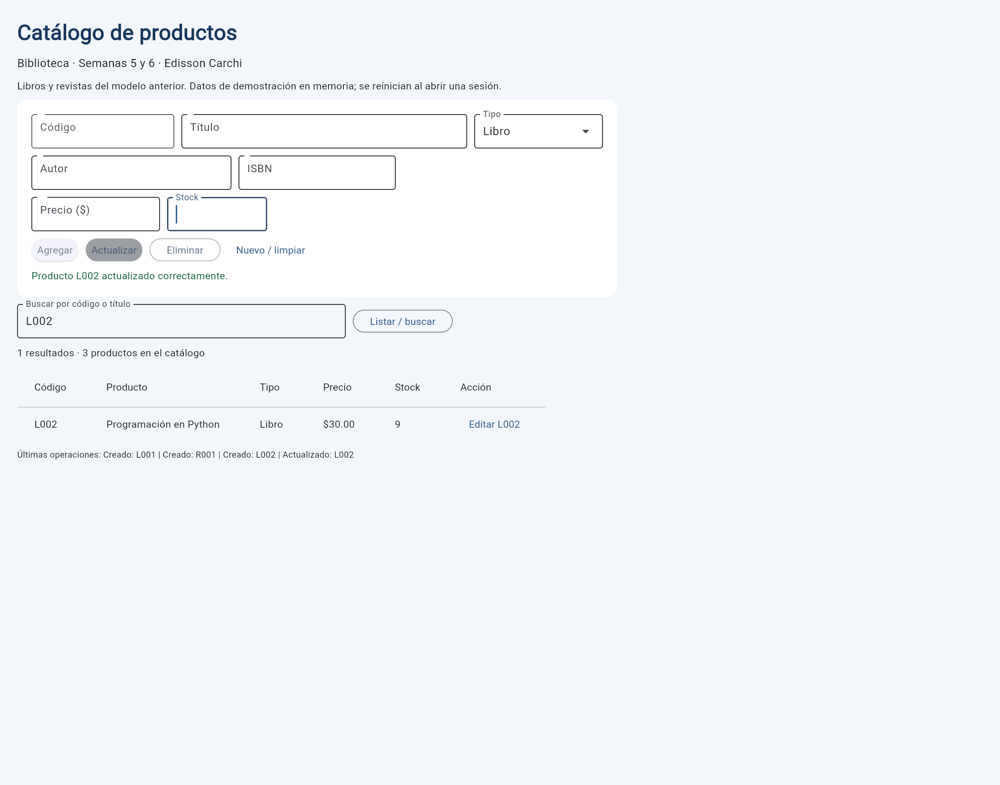 Catálogo de productos
Biblioteca · Semanas 5 y 6 · Edisson Carchi
Libros y revistas del modelo anterior. Datos de demostración en memoria; se reinician al abrir una sesión.
Código Título Tipo Libro
Autor ISBN
Precio ($) Stock
Agregar Actualizar Eliminar Nuevo / limpiar
Producto L002 actualizado correctamente.
Buscar por código o título
L002 Listar / buscar
1 resultados · 3 productos en el catálogo
Código Producto Tipo Precio Stock Acción
L002 Programación en Python Libro $30.00 9 Editar L002
Últimas operaciones: Creado: L001 | Creado: R001 | Creado: L002 | Actualizado: L002